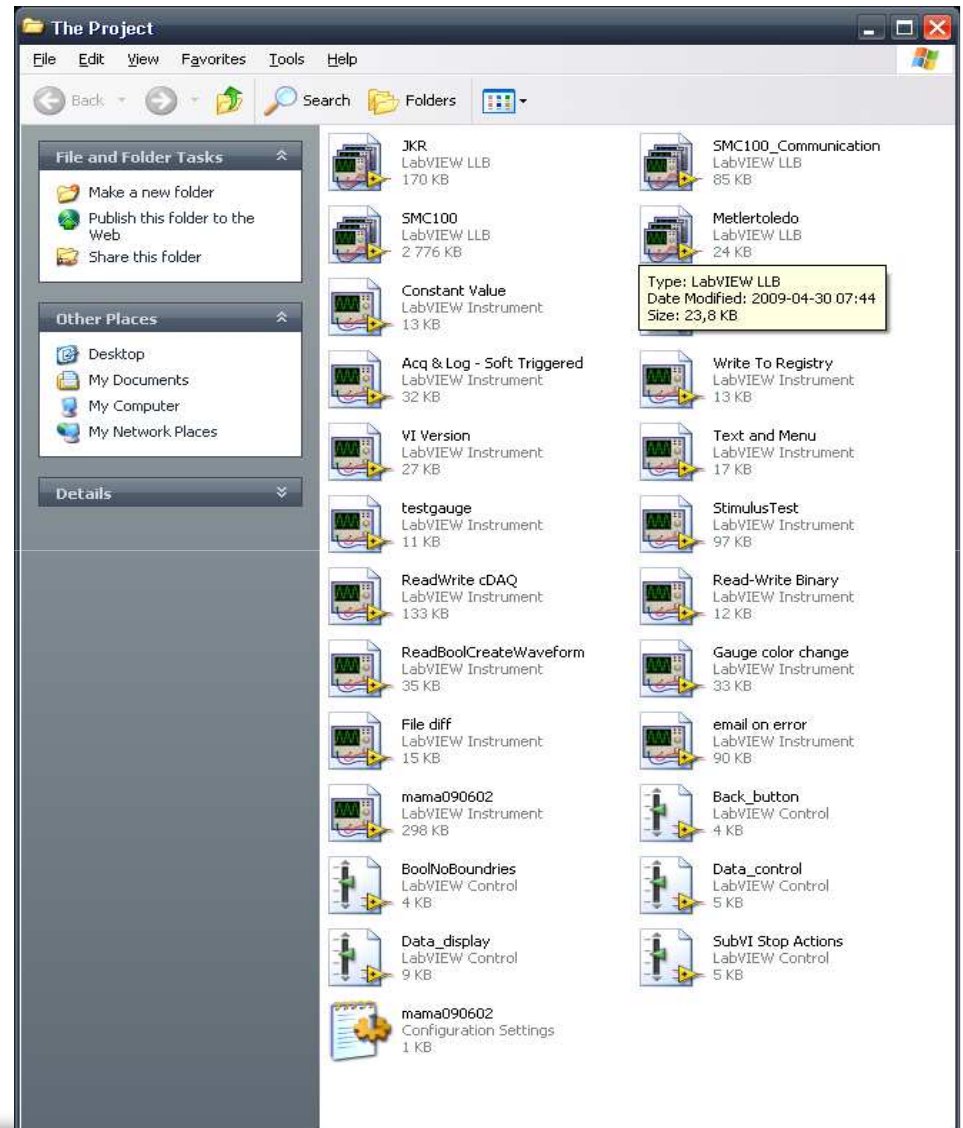 The Project
File Edit View Favorites Tools Help
Back Search Folders
File and Folder Tasks
Make a new folder
Publish this folder to the
Web
Share this folder
Other Places
Desktop
My Documents
My Computer
My Network Places
Details
JKR
LabVIEW LLB
170 KB
SMC100_Communication
LabVIEW LLB
85 KB
SMC100
LabVIEW LLB
2 776 KB
Metlertoledo
LabVIEW LLB
24 KB
Constant Value
LabVIEW Instrument
13 KB
Type: LabVIEW LLB
Date Modified: 2009-04-30 07:44
Size: 23,8 KB
Acq & Log - Soft Triggered
LabVIEW Instrument
32 KB
Write To Registry
LabVIEW Instrument
13 KB
VI Version
LabVIEW Instrument
27 KB
Text and Menu
LabVIEW Instrument
17 KB
testgauge
LabVIEW Instrument
11 KB
StimulusTest
LabVIEW Instrument
97 KB
ReadWrite cDAQ
LabVIEW Instrument
133 KB
Read-Write Binary
LabVIEW Instrument
12 KB
ReadBoolCreateWaveform
LabVIEW Instrument
35 KB
Gauge color change
LabVIEW Instrument
33 KB
File diff
LabVIEW Instrument
15 KB
email on error
LabVIEW Instrument
90 KB
mama090602
LabVIEW Instrument
298 KB
Back_button
LabVIEW Control
4 KB
BoolNoBoundries
LabVIEW Control
4 KB
Data_control
LabVIEW Control
5 KB
Data_display
LabVIEW Control
9 KB
SubVI Stop Actions
LabVIEW Control
5 KB
mama090602
Configuration Settings
1 KB